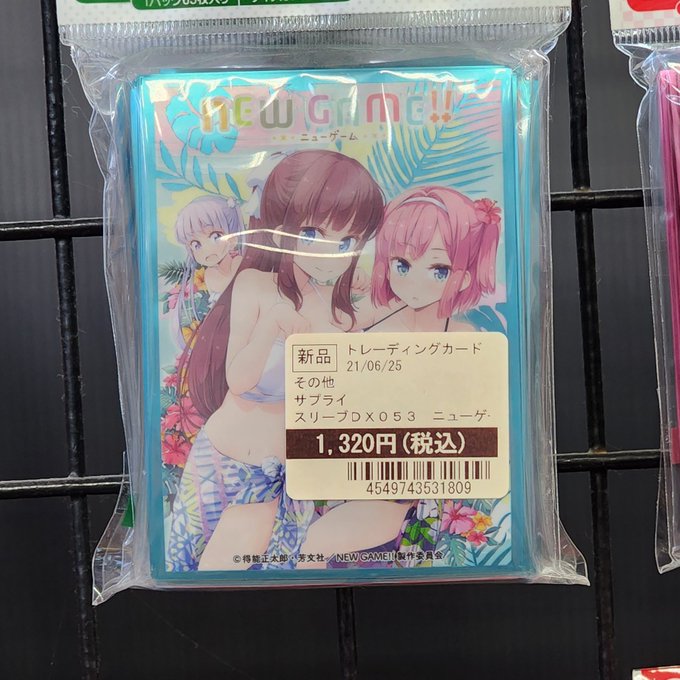 NEW GAME!!
ニューゲーム
新品
トレーディングカード
21/06/25
その他
サプライ
スリーブDX053 ニューゲ-
1,320円(税込)
4549743531809
©得能正太郎・芳文社/NEW GAME!!製作委員会